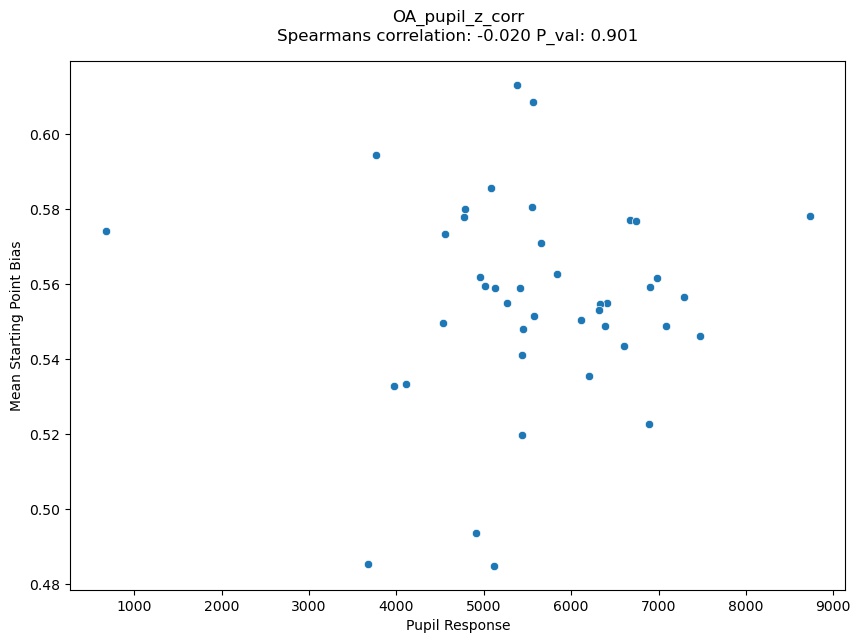 OA_pupil_z_corr
Spearmans correlation: -0.020 P_val: 0.901
0.60
0.58
0.56
0.54
0.52
0.50
0.48
Mean Starting Point Bias
1000 2000 3000 4000 5000 6000 7000 8000 9000
Pupil Response